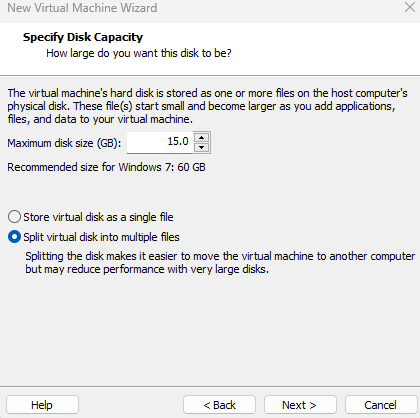 New Virtual Machine Wizard
Specify Disk Capacity
How large do you want this disk to be?
The virtual machine's hard disk is stored as one or more files on the host computer's
physical disk. These file(s) start small and become larger as you add applications,
files, and data to your virtual machine.
Maximum disk size (GB): 15.0
Recommended size for Windows 7: 60 GB
Store virtual disk as a single file
Split virtual disk into multiple files
Splitting the disk makes it easier to move the virtual machine to another computer
but may reduce performance with very large disks.
Help < Back Next > Cancel